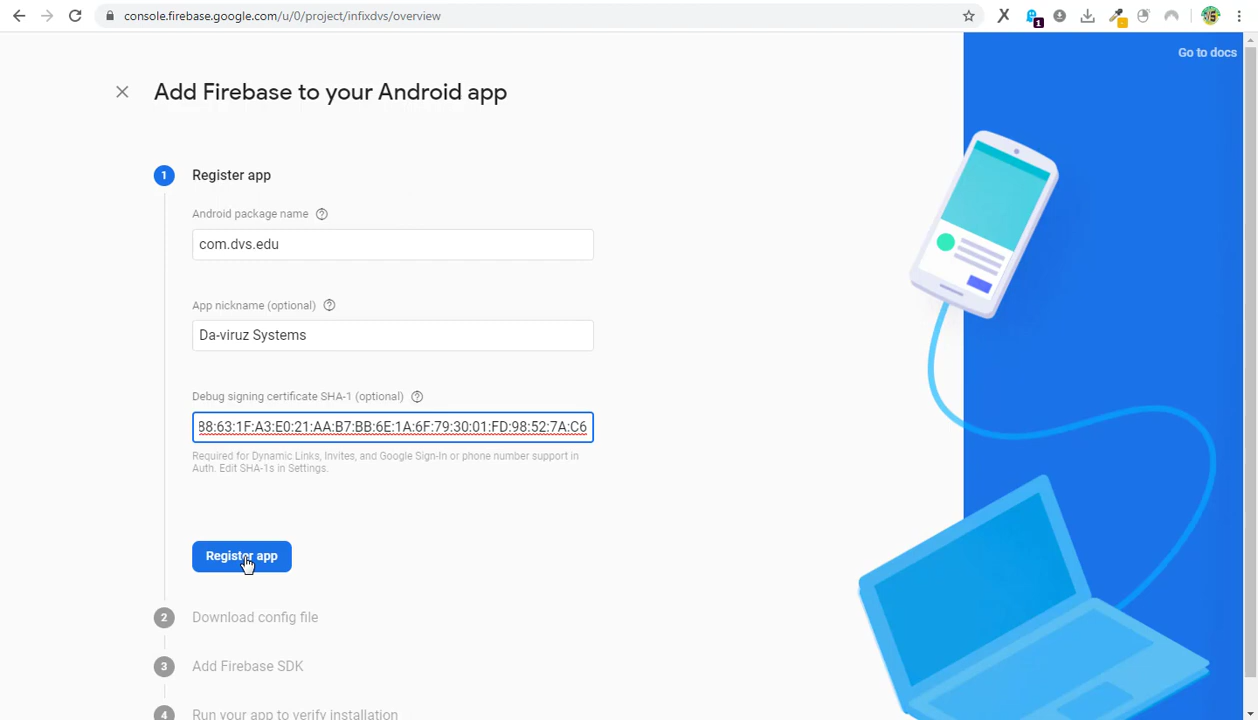 console.firebase.google.com/u/0/project/infixdvs/overview
X
1
Go to docs
Add Firebase to your Android app
1 Register app
Android package name
com.dvs.edu
App nickname (optional)
Da-viruz Systems
Debug signing certificate SHA-1 (optional)
88:63:1F:A3:E0:21:AA:B7:BB:6E:1A:6F:79:30:01:FD:98:52:7A:C6
Required for Dynamic Links, Invites, and Google Sign-In or phone number support in
Auth. Edit SHA-1s in Settings.
Register app
2 Download config file
3 Add Firebase SDK
4 Run your app to verify installation